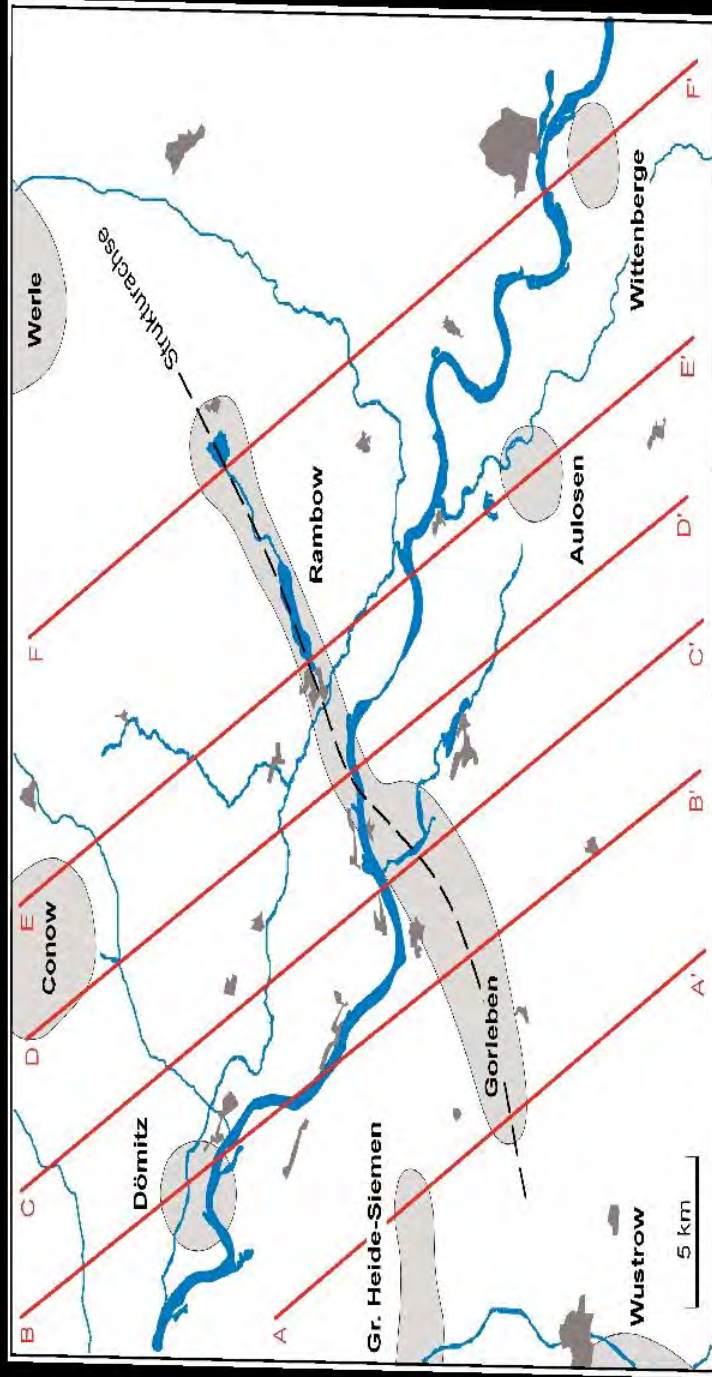 B
C
D
E
F
Conow
Werle
Strukturachse
Dömitz
A
Rambow
Gr. Heide-Siemen
Gorleben
Aulosen
Wittenberge
Wustrow
5 km
A'
B'
C'
D'
E'
F'